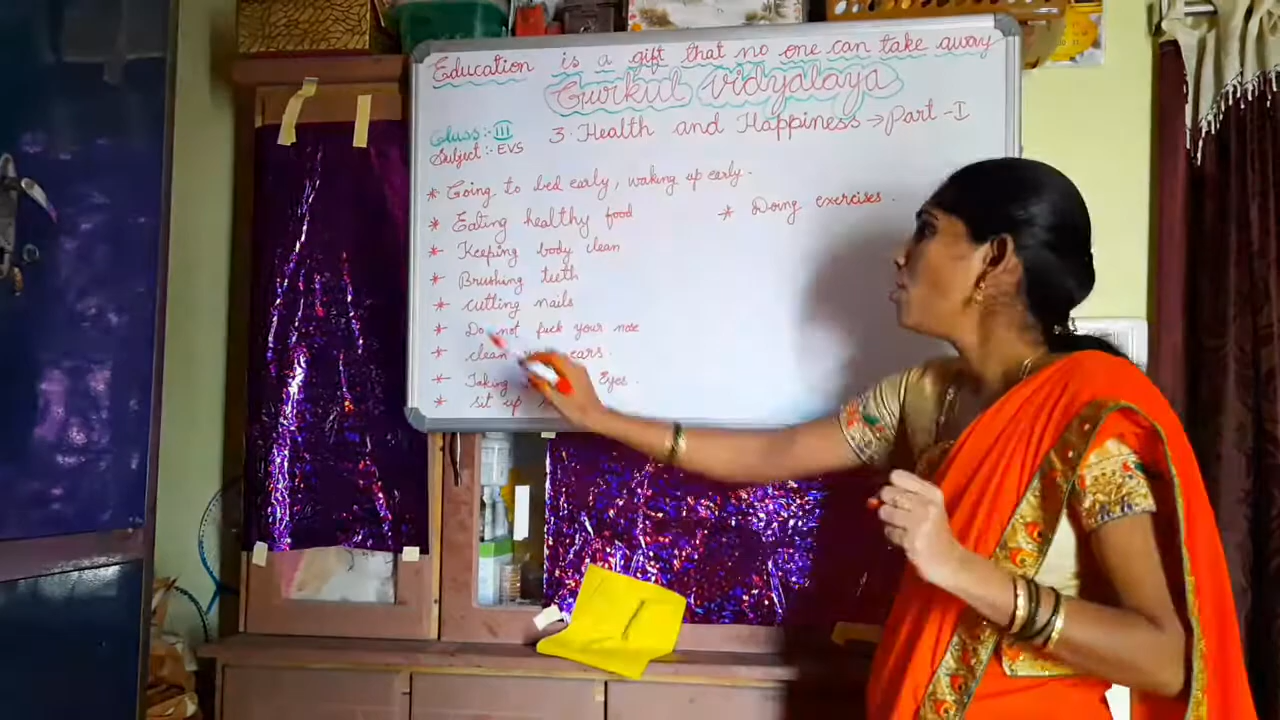 Education is a gift that no one can take away
Gurkul vidyalaya
Class:- III
3. Health and Happiness → Part - I
Subject:- EVS
* Going to bed early, waking up early.
* Eating healthy food
* Keeping body clean
* Brushing teeth
* cutting nails
* Do not pick your nose
* clean ears.
* Taking Eyes.
* sit up
* Doing exercises.